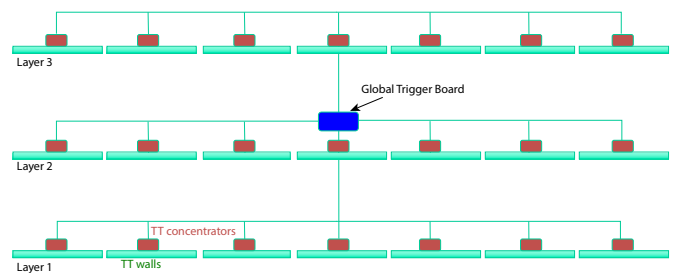 Layer 3
Global Trigger Board
Layer 2
TT concentrators
TT walls
Layer 1